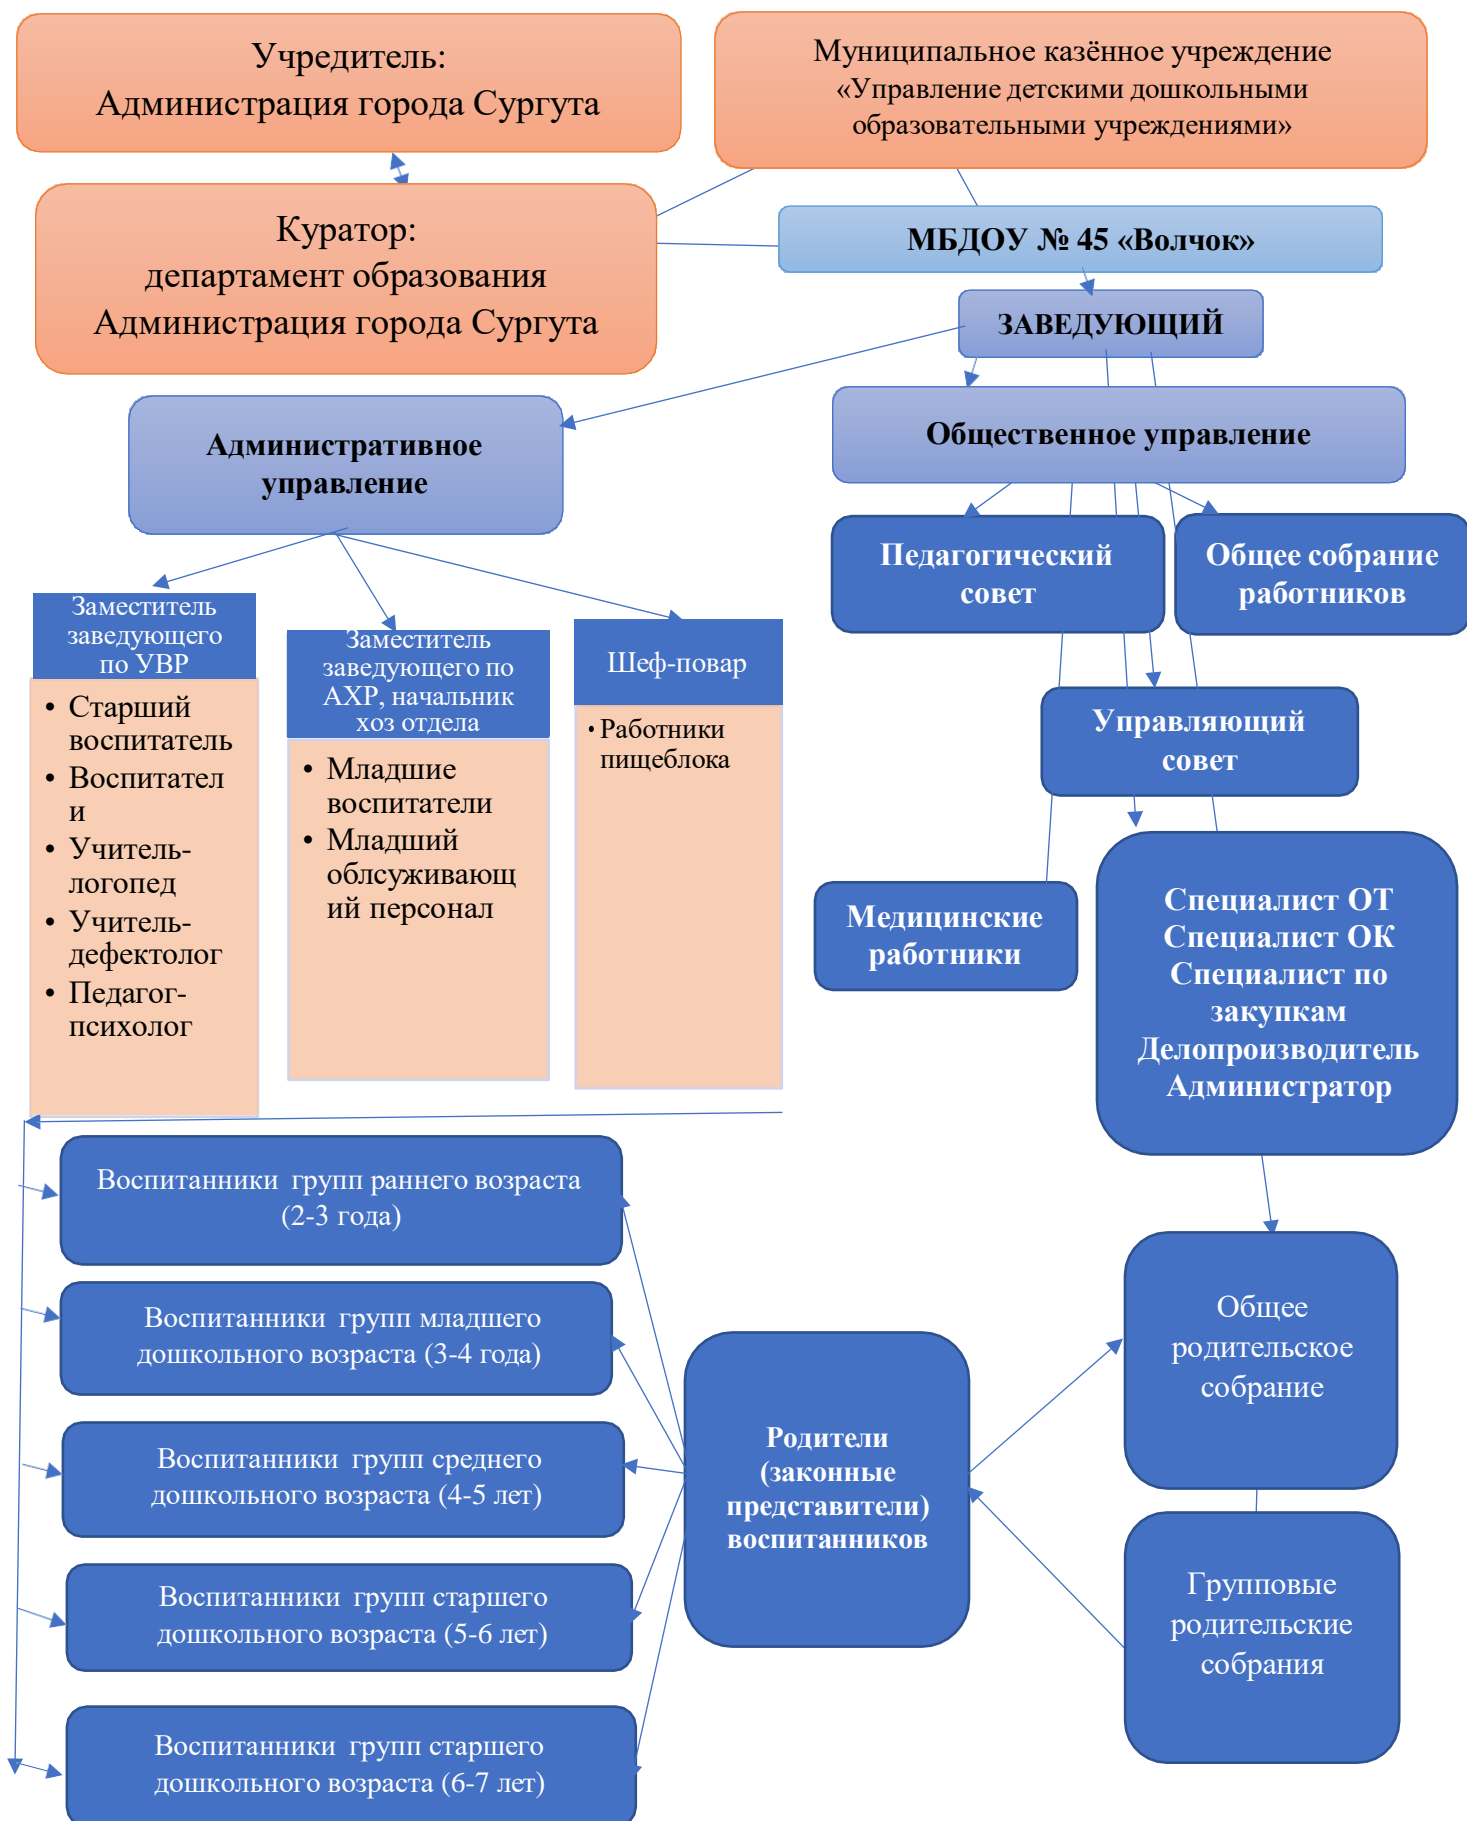 Учредитель:
Администрация города Сургута
Муниципальное казённое учреждение
«Управление детскими дошкольными
образовательными учреждениями»
Куратор:
департамент образования
Администрация города Сургута
МБДОУ № 45 «Волчок»
ЗАВЕДУЮЩИЙ
Административное
управление
Общественное управление
Педагогический
совет
Общее собрание
работников
Заместитель
заведующего
по УВР
• Старший
воспитатель
• Воспитател
и
• Учитель-
логопед
• Учитель-
дефектолог
• Педагог-
психолог
Заместитель
заведующего по
АХР, начальник
хоз отдела
• Младшие
воспитатели
• Младший
облсуживающ
ий персонал
Шеф-повар
• Работники
пищеблока
Управляющий
совет
Медицинские
работники
Специалист ОТ
Специалист ОК
Специалист по
закупкам
Делопроизводитель
Администратор
Воспитанники групп раннего возраста
(2-3 года)
Воспитанники групп младшего
дошкольного возраста (3-4 года)
Воспитанники групп среднего
дошкольного возраста (4-5 лет)
Воспитанники групп старшего
дошкольного возраста (5-6 лет)
Воспитанники групп старшего
дошкольного возраста (6-7 лет)
Родители
(законные
представители)
воспитанников
Общее
родительское
собрание
Групповые
родительские
собрания